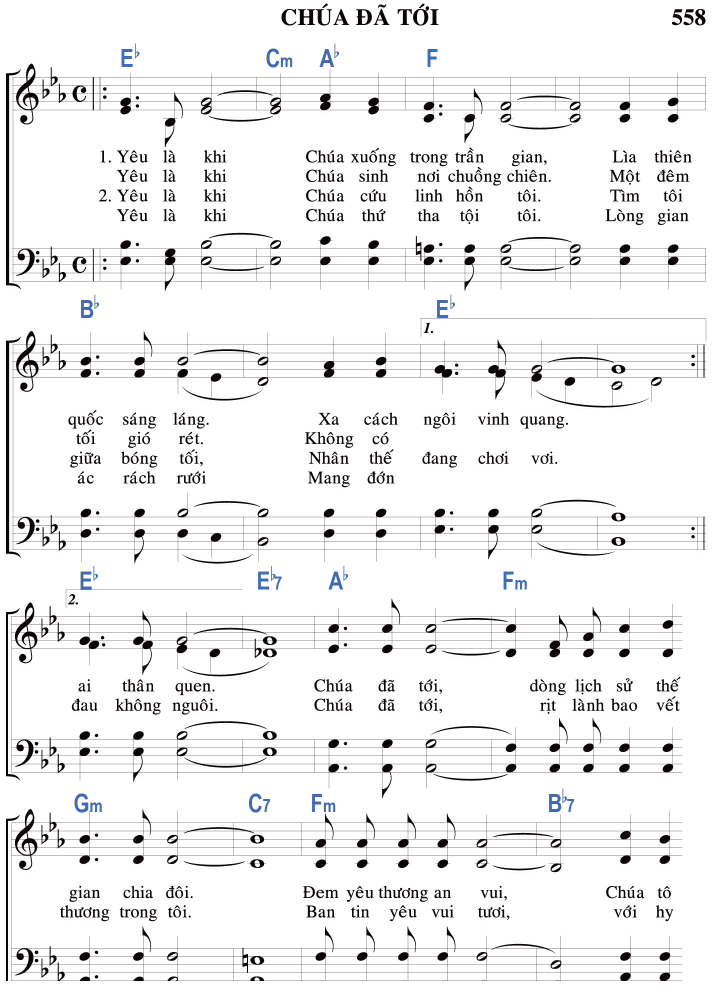 CHÚA ĐÃ TỚI 558
E♭ Cm A♭ F
1. Yêu là khi Chúa xuống trong trần gian, Lìa thiên
Yêu là khi Chúa sinh nơi chuồng chiên. Một đêm
2. Yêu là khi Chúa cứu linh hồn tôi. Tìm tôi
Yêu là khi Chúa thứ tha tội tôi. Lòng gian
B♭ E♭
1.
quốc sáng láng. Xa cách ngôi vinh quang.
tối gió rét. Không có
giữa bóng tối, Nhân thế đang chơi vơi.
ác rách rưới Mang đớn
E♭ E♭7 A♭ Fm
2.
ai thân quen. Chúa đã tới, dòng lịch sử thế
đau không nguôi. Chúa đã tới, rịt lành bao vết
Gm C7 Fm B♭7
gian chia đôi. Đem yêu thương an vui, Chúa tô
thương trong tôi. Ban tin yêu vui tươi, với hy